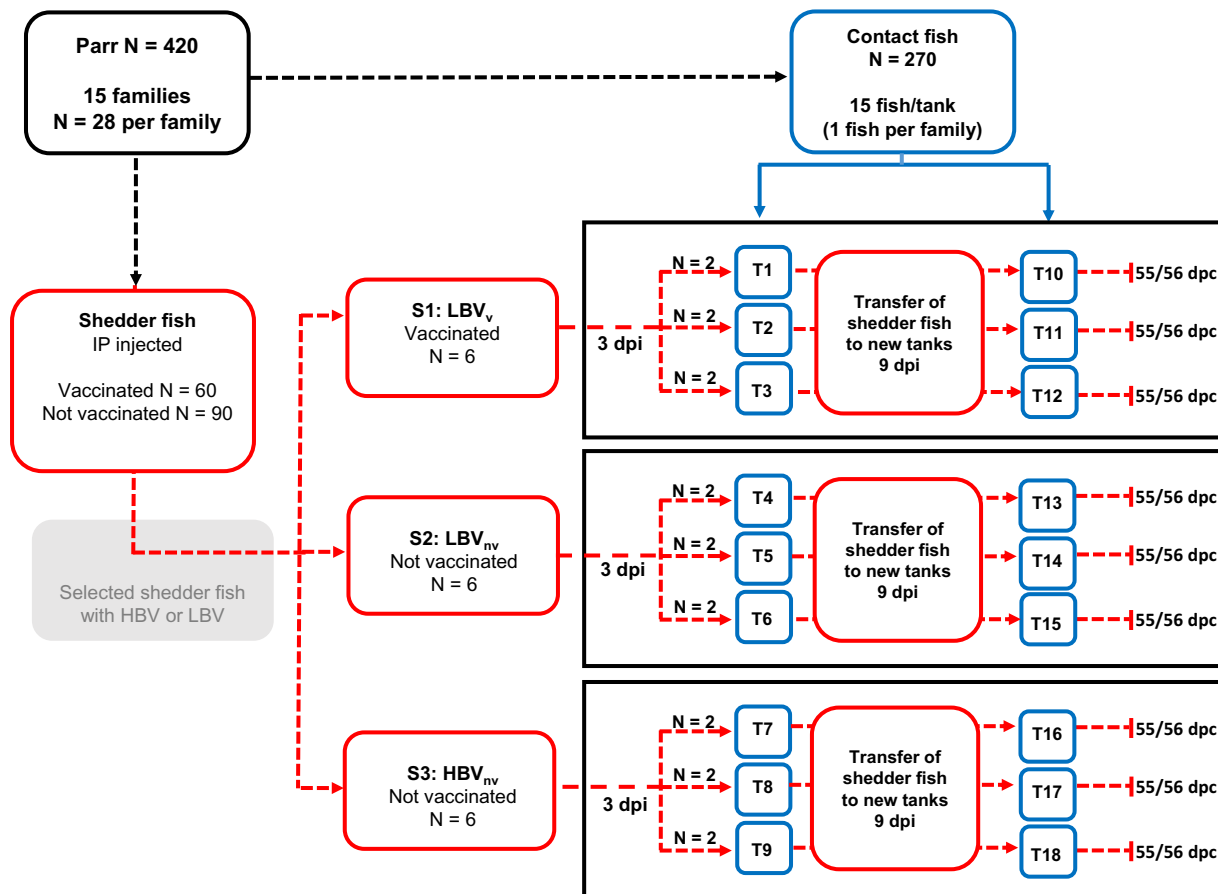 Parr N = 420
15 families
N = 28 per family
Contact fish
N = 270
15 fish/tank
(1 fish per family)
Shedder fish
IP injected
Vaccinated N = 60
Not vaccinated N = 90
Selected shedder fish
with HBV or LBV
S1: LBVv
Vaccinated
N = 6
3 dpi
N = 2
N = 2
N = 2
T1
T2
T3
Transfer of
shedder fish
to new tanks
9 dpi
T10
T11
T12
55/56 dpc
55/56 dpc
55/56 dpc
S2: LBVnv
Not vaccinated
N = 6
3 dpi
N = 2
N = 2
N = 2
T4
T5
T6
Transfer of
shedder fish
to new tanks
9 dpi
T13
T14
T15
55/56 dpc
55/56 dpc
55/56 dpc
S3: HBVnv
Not vaccinated
N = 6
3 dpi
N = 2
N = 2
N = 2
T7
T8
T9
Transfer of
shedder fish
to new tanks
9 dpi
T16
T17
T18
55/56 dpc
55/56 dpc
55/56 dpc